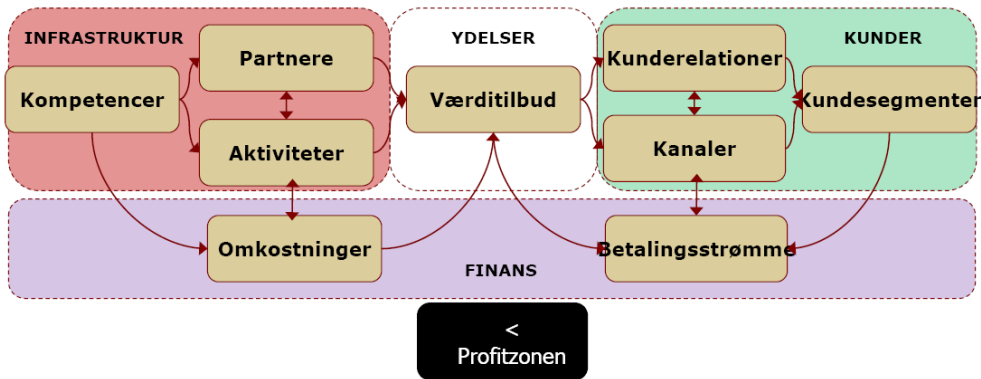 INFRASTRUKTUR
YDELSER
KUNDER
Partnere
Kunderelationer
Kompetencer
Værditilbud
Kundesegmenter
Aktiviteter
Kanaler
Omkostninger
Betalingsstrømme
FINANS
<
Profitzonen